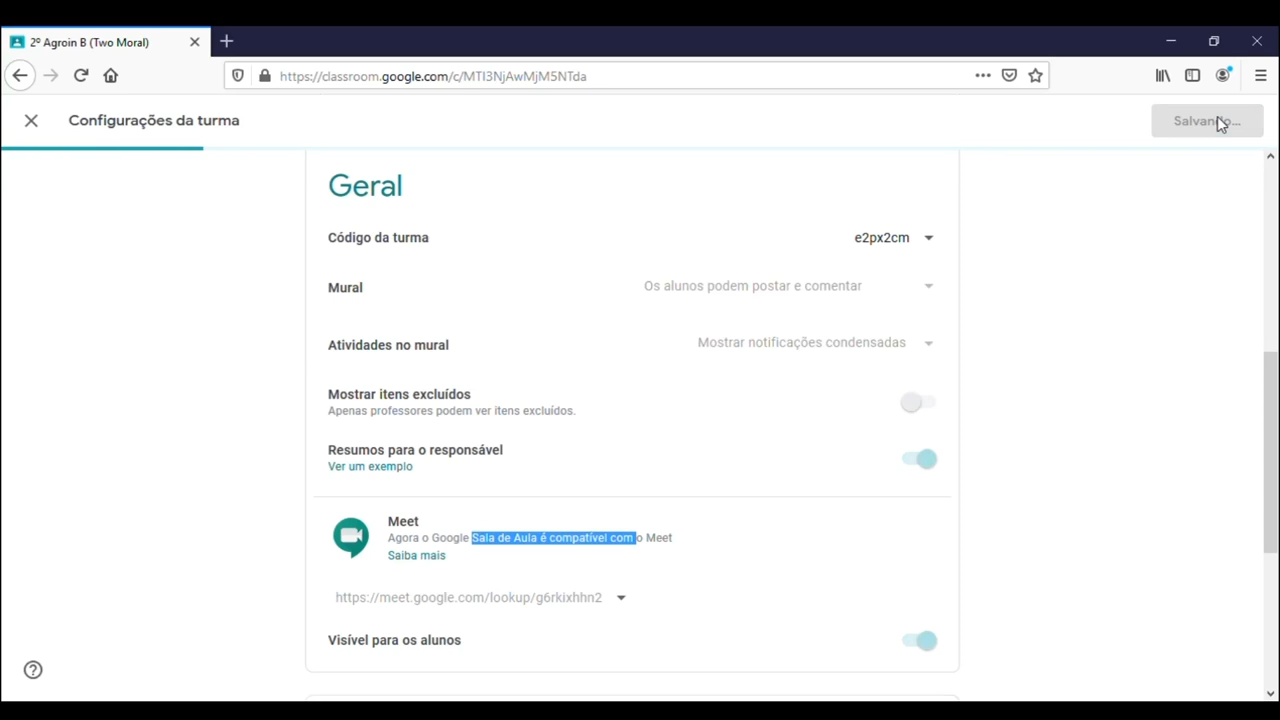 2º Agroin B (Two Moral)
https://classroom.google.com/c/MTI3NjAwMjM5NTda
Configurações da turma
Salvando...
Geral
Código da turma
e2px2cm
Mural
Os alunos podem postar e comentar
Atividades no mural
Mostrar notificações condensadas
Mostrar itens excluídos
Apenas professores podem ver itens excluídos.
Resumos para o responsável
Ver um exemplo
Meet
Agora o Google Sala de Aula é compatível com o Meet
Saiba mais
https://meet.google.com/lookup/g6rkixhhn2
Visível para os alunos